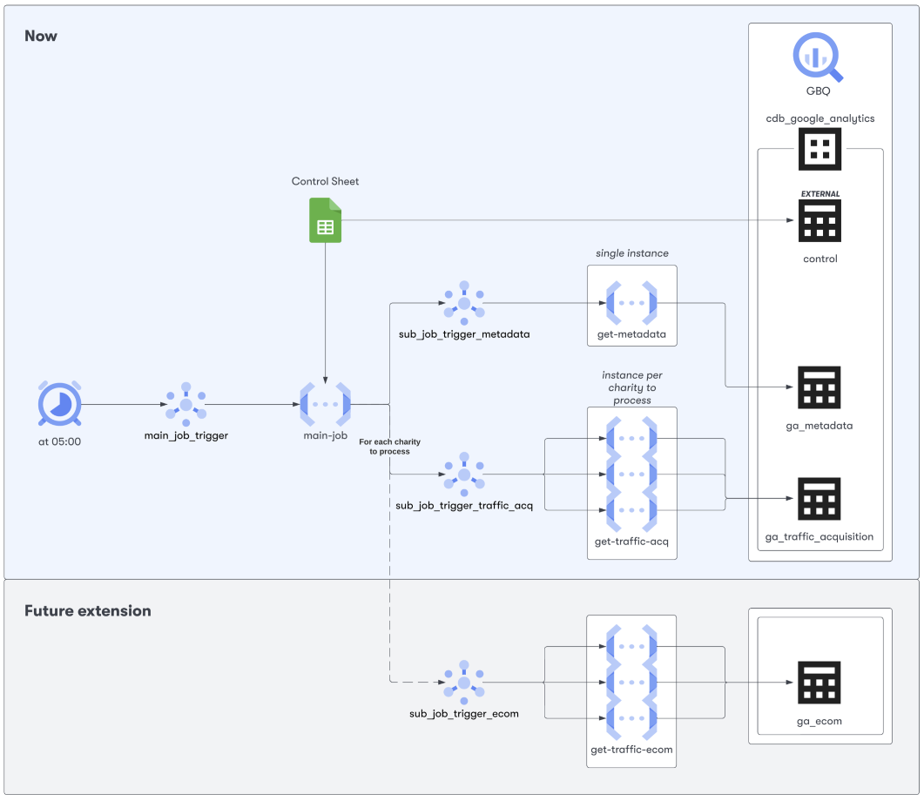 Now
GBQ
cdb_google_analytics
Control Sheet
EXTERNAL
control
single instance
sub_job_trigger_metadata
get-metadata
instance per
charity to
process
at 05:00
main_job_trigger
main-job
For each charity
to process
ga_metadata
sub_job_trigger_traffic_acq
get-traffic-acq
ga_traffic_acquisition
Future extension
sub_job_trigger_ecom
get-traffic-ecom
ga_ecom